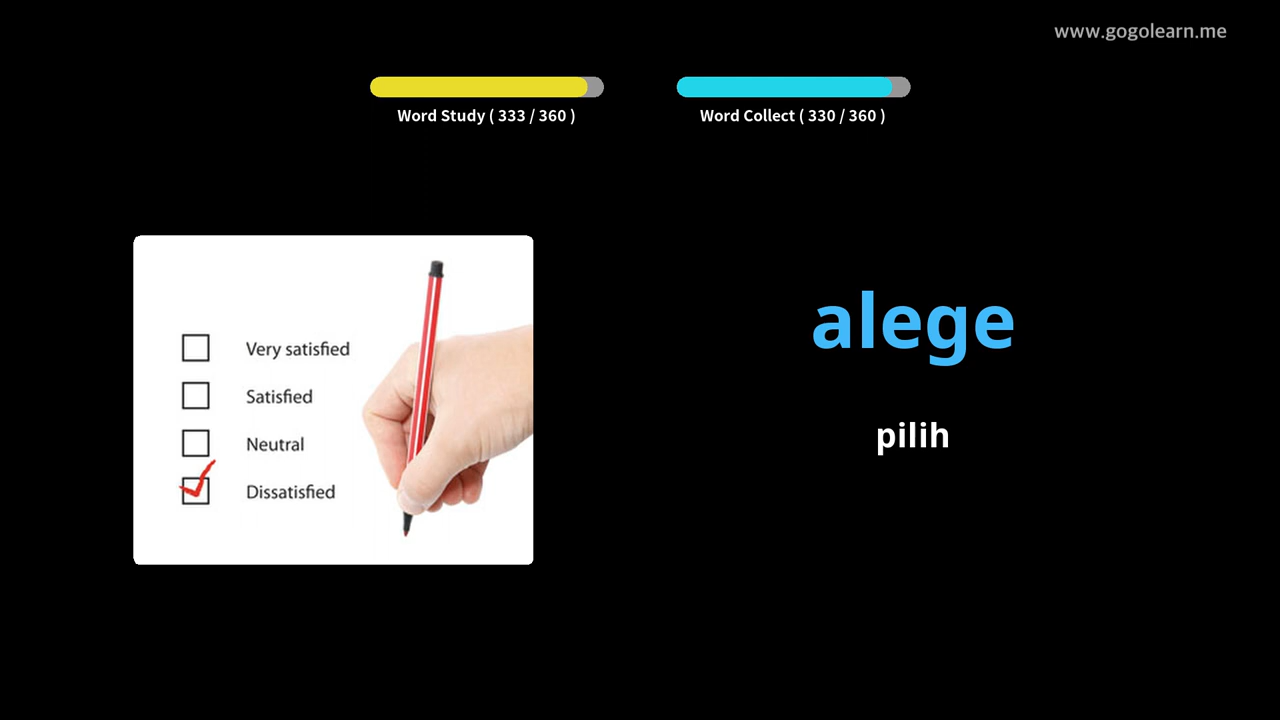 www.gogolearn.me
Word Study ( 333 / 360 )
Word Collect ( 330 / 360 )
Very satisfied
Satisfied
Neutral
Dissatisfied
alege
pilih